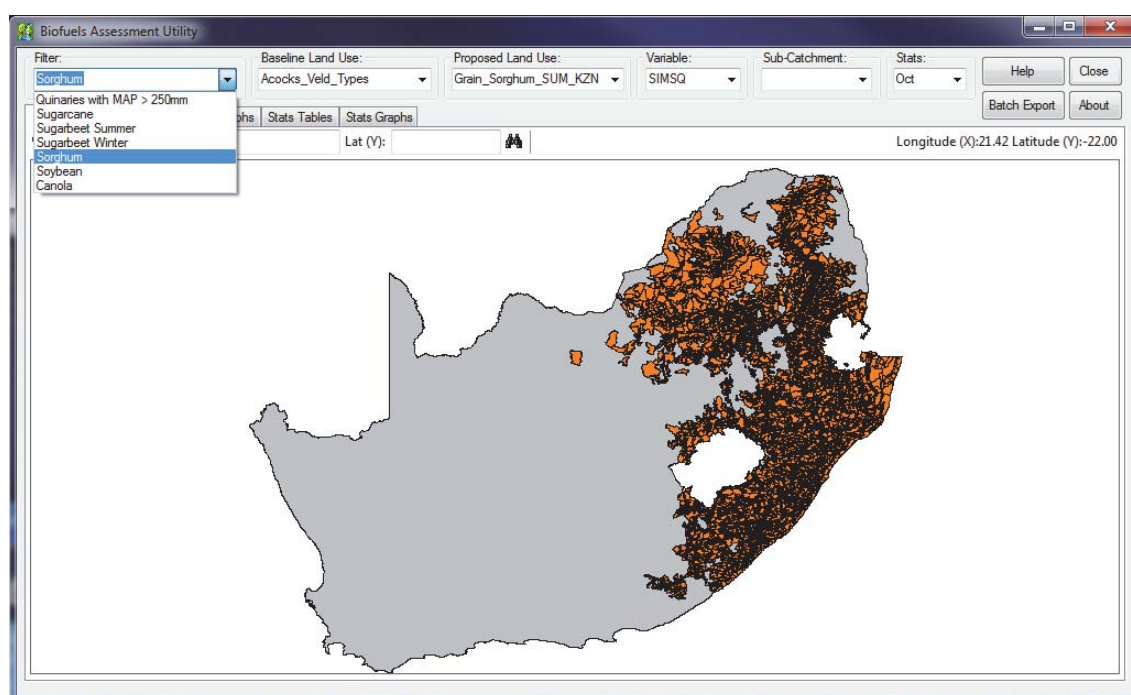 Biofuels Assessment Utility
Filter: Baseline Land Use: Proposed Land Use: Variable: Sub-Catchment: Stats:
Sorghum Acocks_Veld_Types Grain_Sorghum_SUM_KZN SIMSQ Oct Help Close
Quinaries with MAP > 250mm Batch Export About
Sugarcane
Sugarbeet Summer Stats Tables Stats Graphs
Sugarbeet Winter Lat (Y): Longitude (X):21.42 Latitude (Y):-22.00
Sorghum
Soybean
Canola